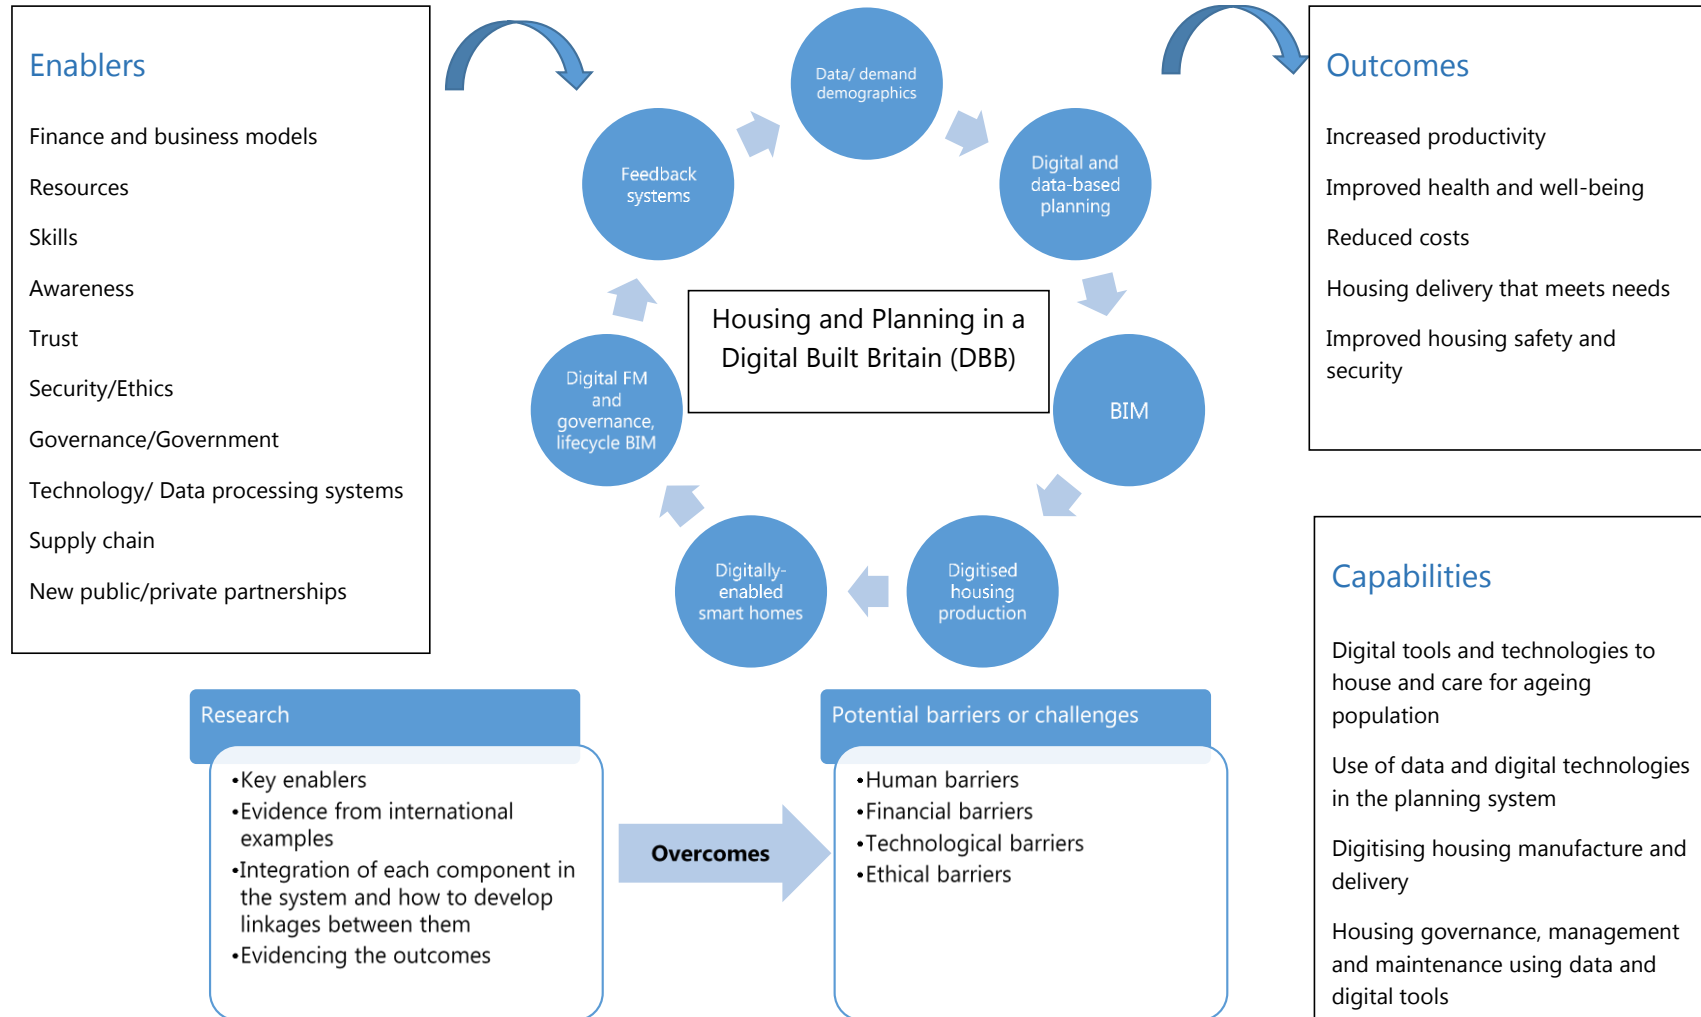 Enablers
Finance and business models
Resources
Skills
Awareness
Trust
Security/Ethics
Governance/Government
Technology/ Data processing systems
Supply chain
New public/private partnerships
Data/ demand
demographics
Digital and
data-based
planning
BIM
Digitised
housing
production
Digitally-
enabled
smart homes
Digital FM
and
governance,
lifecycle BIM
Feedback
systems
Housing and Planning in a
Digital Built Britain (DBB)
Outcomes
Increased productivity
Improved health and well-being
Reduced costs
Housing delivery that meets needs
Improved housing safety and
security
Capabilities
Digital tools and technologies to
house and care for ageing
population
Use of data and digital technologies
in the planning system
Digitising housing manufacture and
delivery
Housing governance, management
and maintenance using data and
digital tools
Research
•Key enablers
•Evidence from international
examples
•Integration of each component in
the system and how to develop
linkages between them
•Evidencing the outcomes
Overcomes
Potential barriers or challenges
•Human barriers
•Financial barriers
•Technological barriers
•Ethical barriers